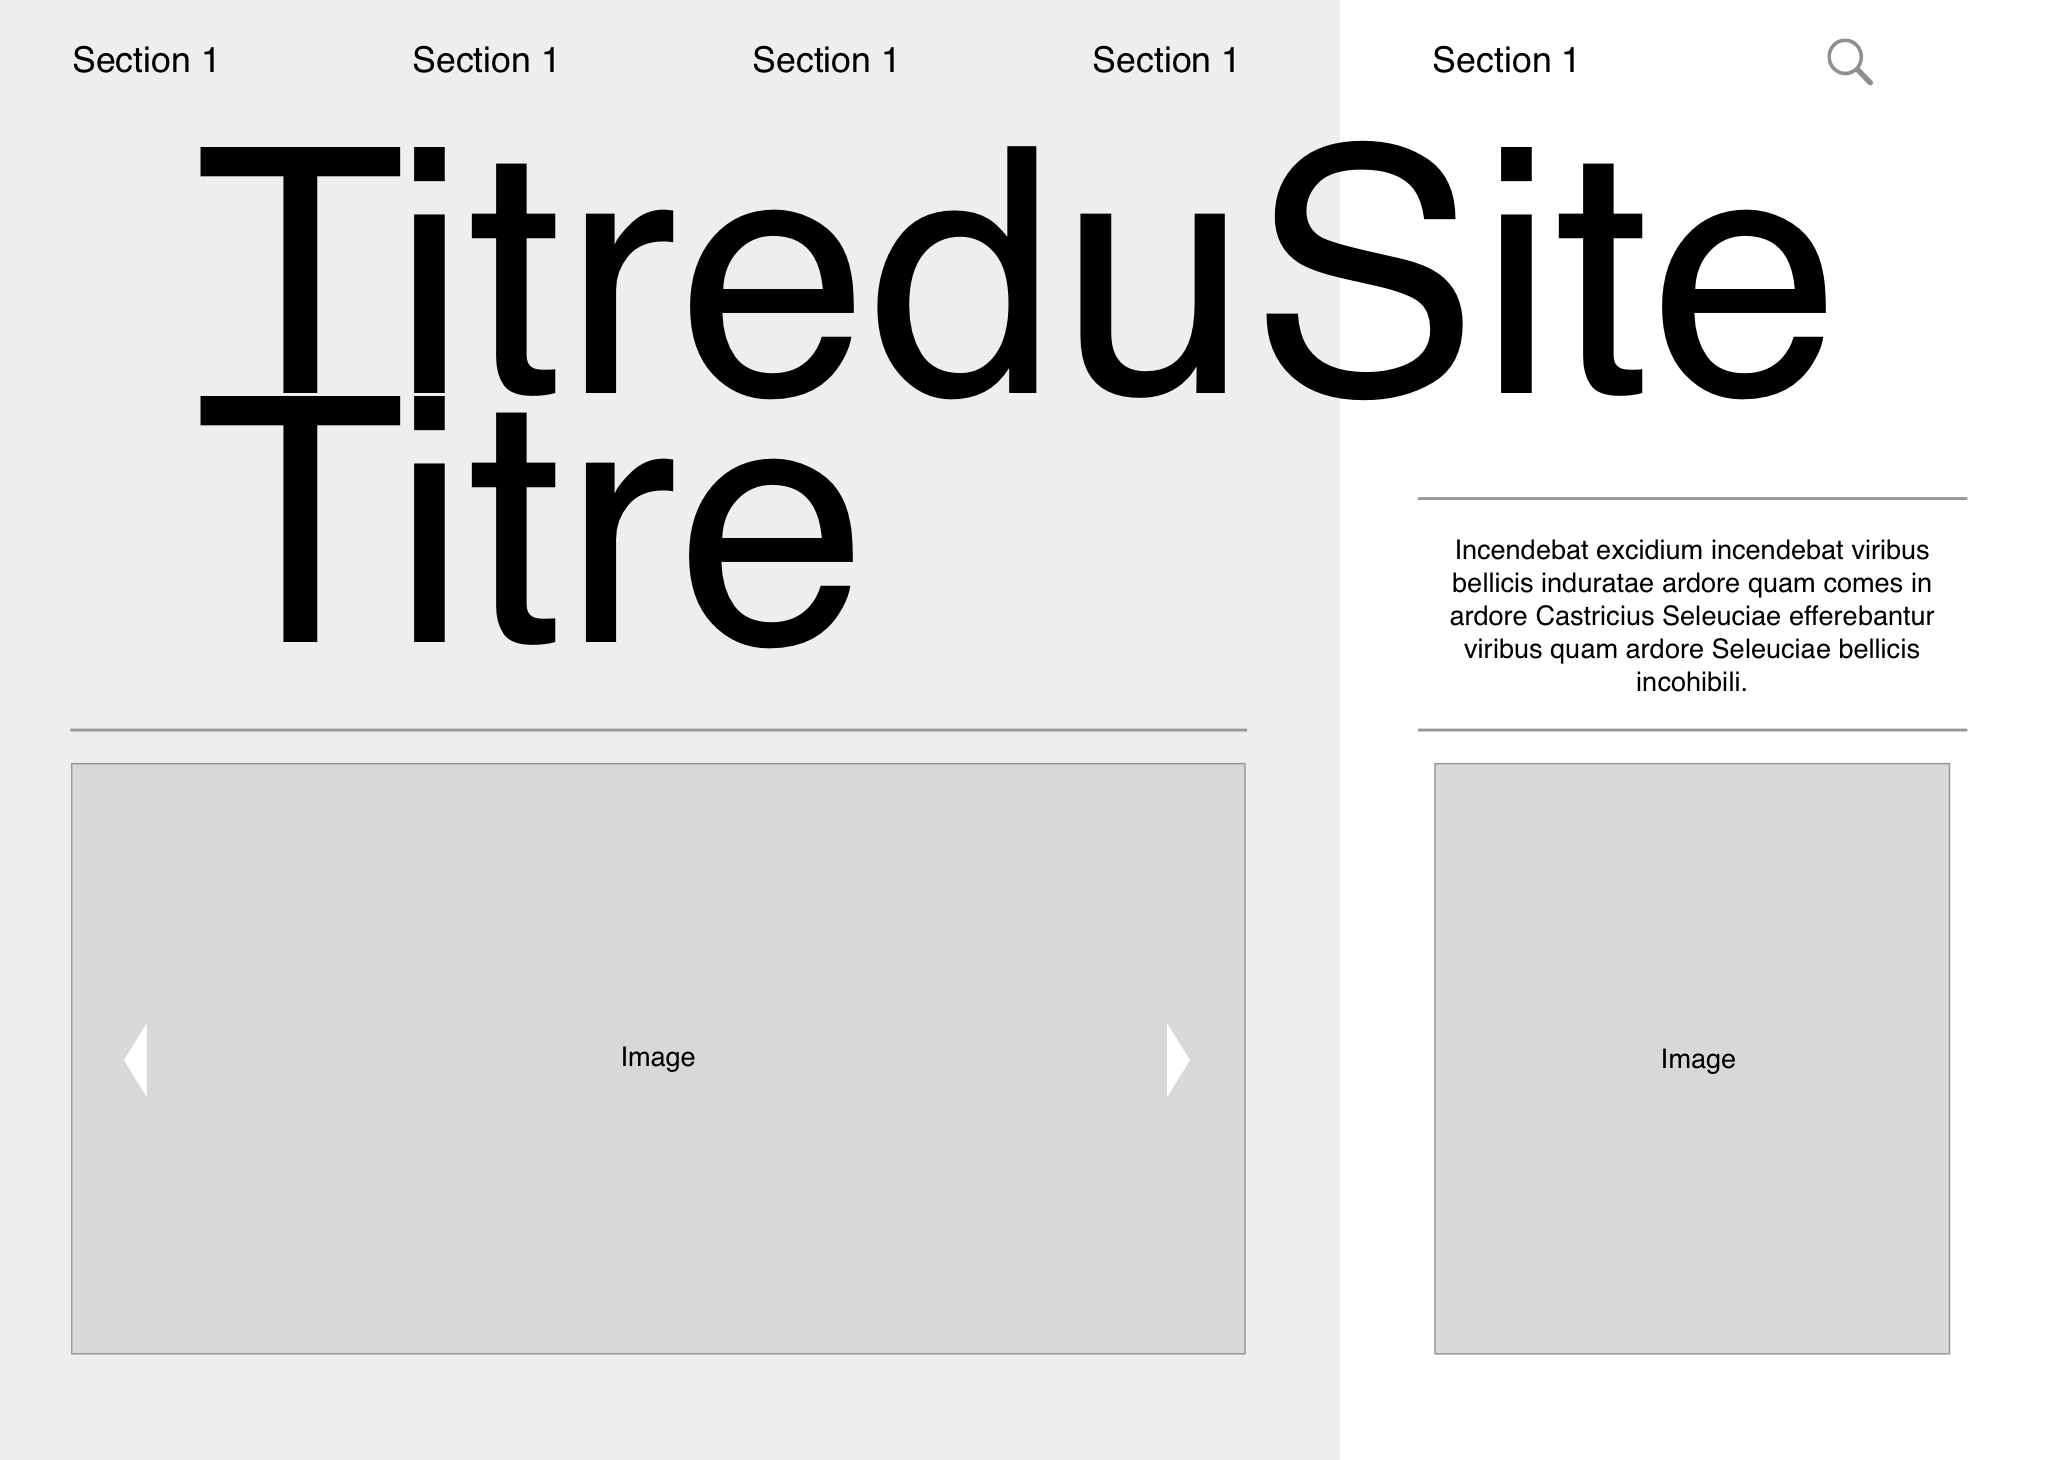 Section 1
Section 1
Section 1
Section 1
Section 1
TitreduSite
Titre
Incendebat excidium incendebat viribus
bellicis induratae ardore quam comes in
ardore Castricius Seleuciae efferebantur
viribus quam ardore Seleuciae bellicis
incohibili.
Image
Image